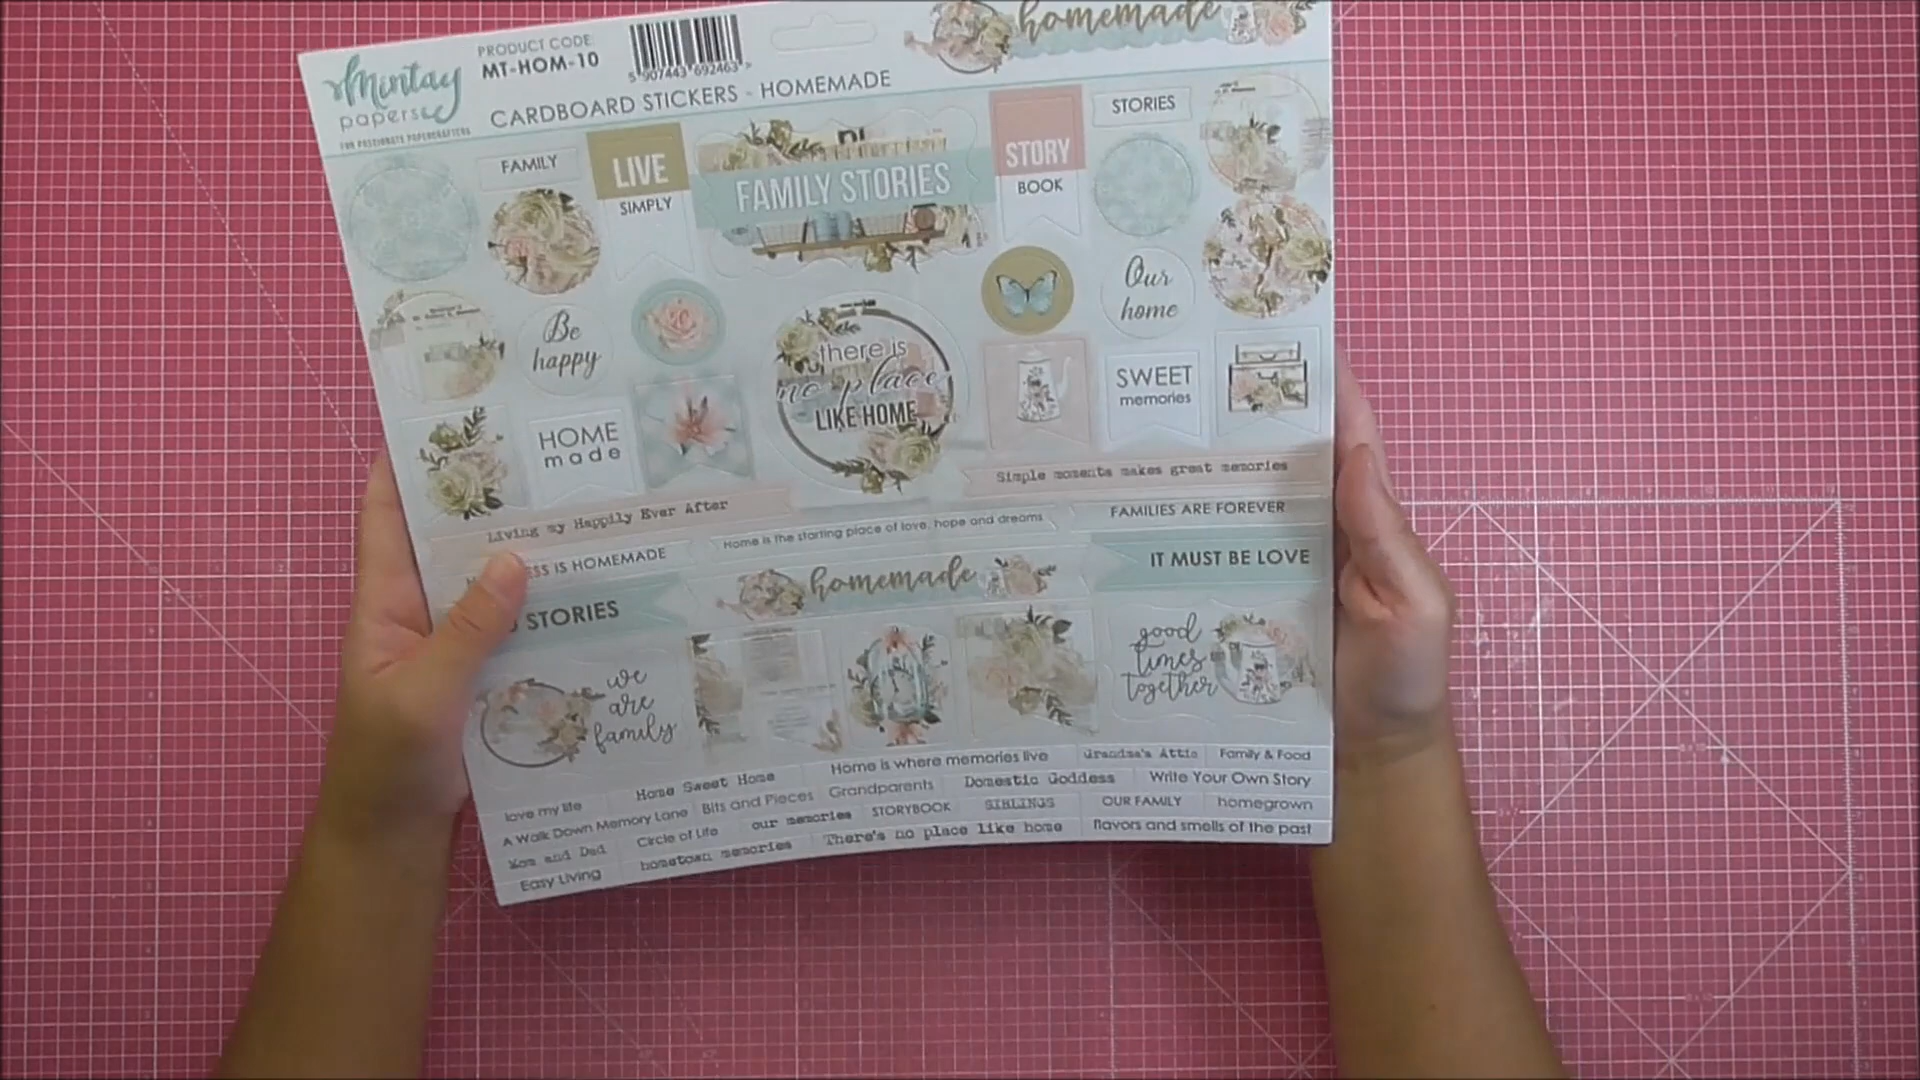 Mintay
papers
FOR PASSIONATE PAPERCRAFTERS
PRODUCT CODE:
MT-HOM-10
5 907443 692463 >
homemade
CARDBOARD STICKERS - HOMEMADE
FAMILY
LIVE
SIMPLY
FAMILY STORIES
STORY
BOOK
STORIES
Be
happy
Our
home
there is
no place
LIKE HOME
HOME
made
SWEET
memories
Living my Happily Ever After
Simple moments makes great memories
SS IS HOMEMADE
Home is the starting place of love, hope and dreams
FAMILIES ARE FOREVER
STORIES
homemade
IT MUST BE LOVE
we
are
family
good
times
together
love my life
Home Sweet Home
Home is where memories live
Grandma's Attic
Family & Food
A Walk Down Memory Lane
Bits and Pieces
Grandparents
Domestic Goddess
Write Your Own Story
Mom and Dad
Circle of Life
our memories
STORYBOOK
SIBLINGS
OUR FAMILY
homegrown
Easy Living
hometown memories
There's no place like home
flavors and smells of the past